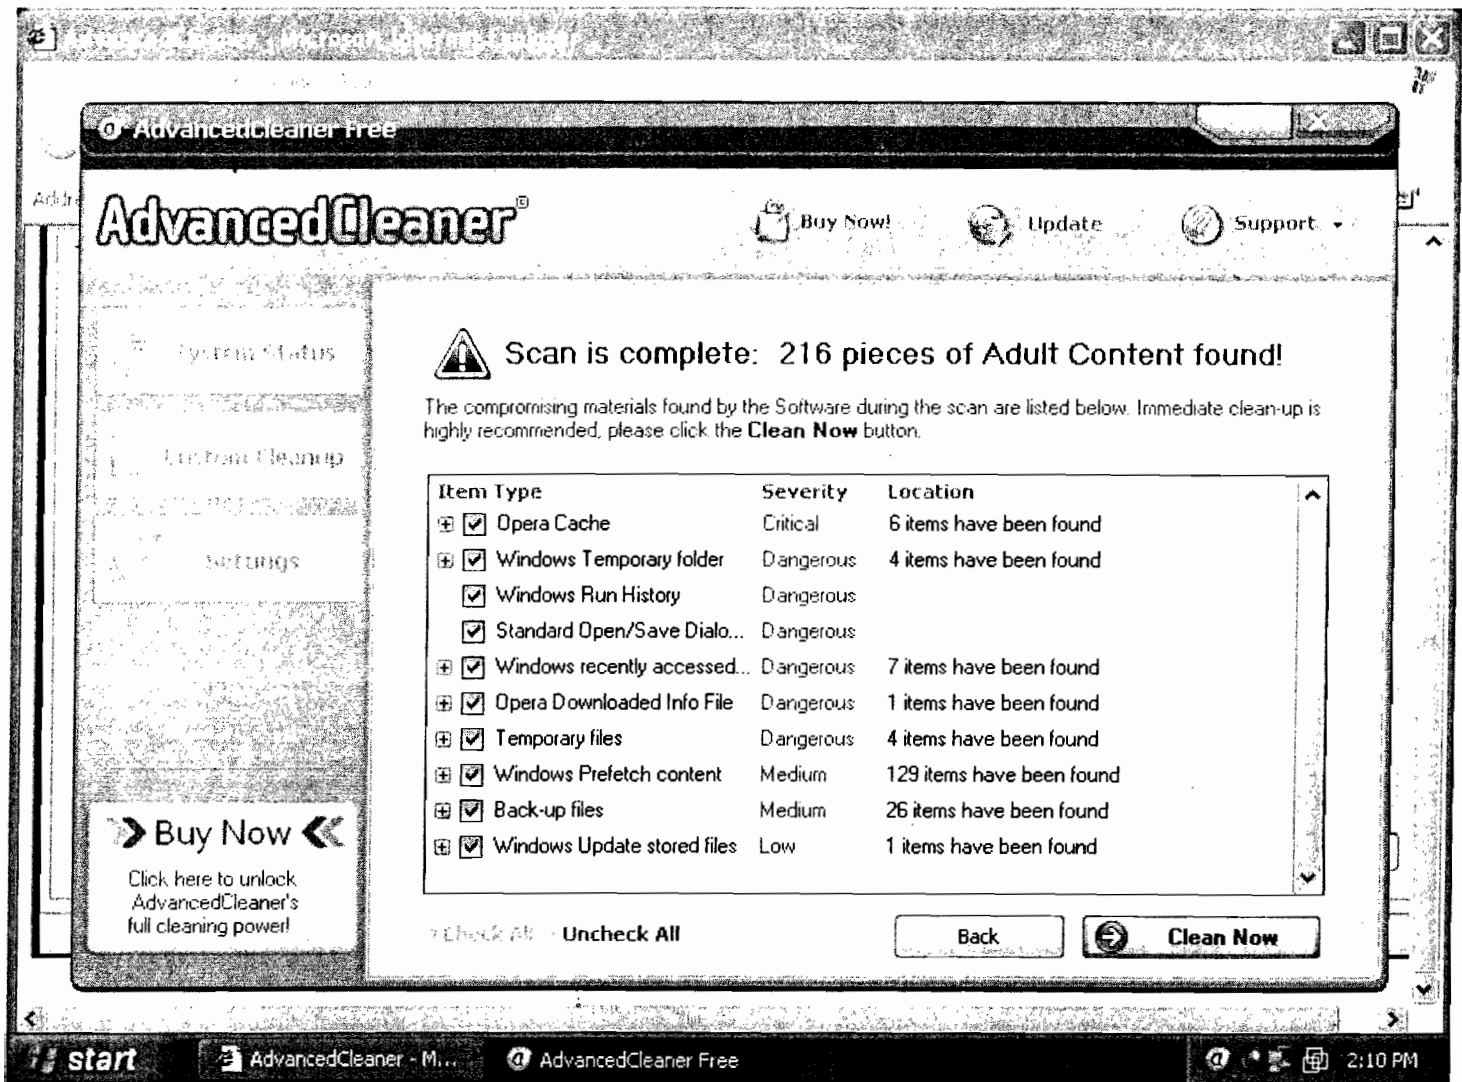 AdvancedCleaner Free
Addre
AdvancedCleaner®
Buy Now!
Update
Support
System Status
Custom Cleanup
Settings
Scan is complete: 216 pieces of Adult Content found!
The compromising materials found by the Software during the scan are listed below. Immediate clean-up is
highly recommended, please click the Clean Now button.
Item Type Severity Location
Opera Cache Critical 6 items have been found
Windows Temporary folder Dangerous 4 items have been found
Windows Run History Dangerous
Standard Open/Save Dialo... Dangerous
Windows recently accessed... Dangerous 7 items have been found
Opera Downloaded Info File Dangerous 1 items have been found
Temporary files Dangerous 4 items have been found
Windows Prefetch content Medium 129 items have been found
Back-up files Medium 26 items have been found
Windows Update stored files Low 1 items have been found
Buy Now
Click here to unlock
AdvancedCleaner's
full cleaning power!
Check All Uncheck All
Back
Clean Now
start
AdvancedCleaner - M...
AdvancedCleaner Free
2:10 PM